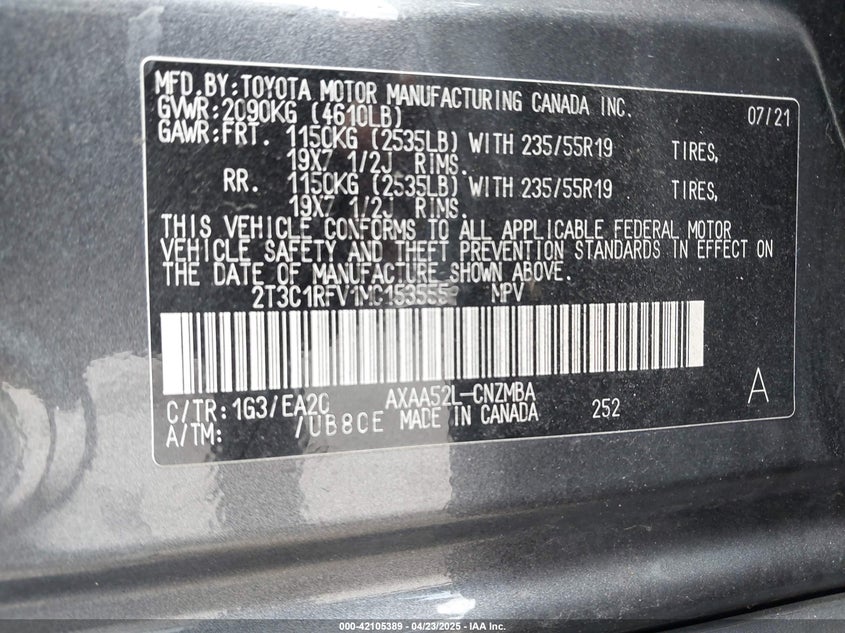 MFD.BY:TOYOTA MOTOR MANUFACTURING CANADA INC. 07/21
GVWR:2090KG (4610LB)
GAWR:FRT. 1150KG (2535LB) WITH 235/55R19 TIRES,
19X7 1/2J RIMS.
RR. 1150KG (2535LB) WITH 235/55R19 TIRES,
19X7 1/2J RIMS.
THIS VEHICLE CONFORMS TO ALL APPLICABLE FEDERAL MOTOR
VEHICLE SAFETY AND THEFT PREVENTION STANDARDS IN EFFECT ON
THE DATE OF MANUFACTURE SHOWN ABOVE.
2T3C1RFV1MC153555 MPV
C/TR:1G3/EA20 AXAA52L-CNZMBA A
A/TM: /UB80E MADE IN CANADA 252
000-42105389 - 04/23/2025 - IAA Inc.